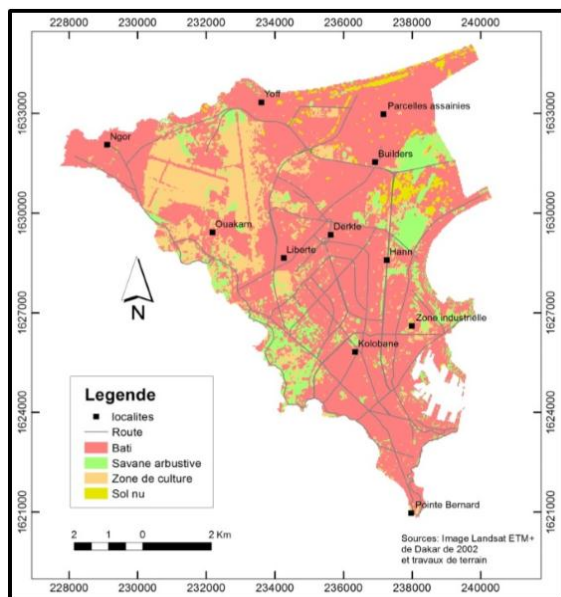 228000 230000 232000 234000 236000 238000 240000
1633000
1630000
1627000
1624000
1621000
Yoff
Parcelles assainies
Ngor
Builders
Ouakam
Derkle
Liberte
Hann
Zone industrielle
Kolobane
Pointe Bernard
N
Legende
localites
Route
Bati
Savane arbustive
Zone de culture
Sol nu
2 1 0 2 Km
Sources: Image Landsat ETM+
de Dakar de 2002
et travaux de terrain
1633000
1630000
1627000
1624000
1621000
228000 230000 232000 234000 236000 238000 240000